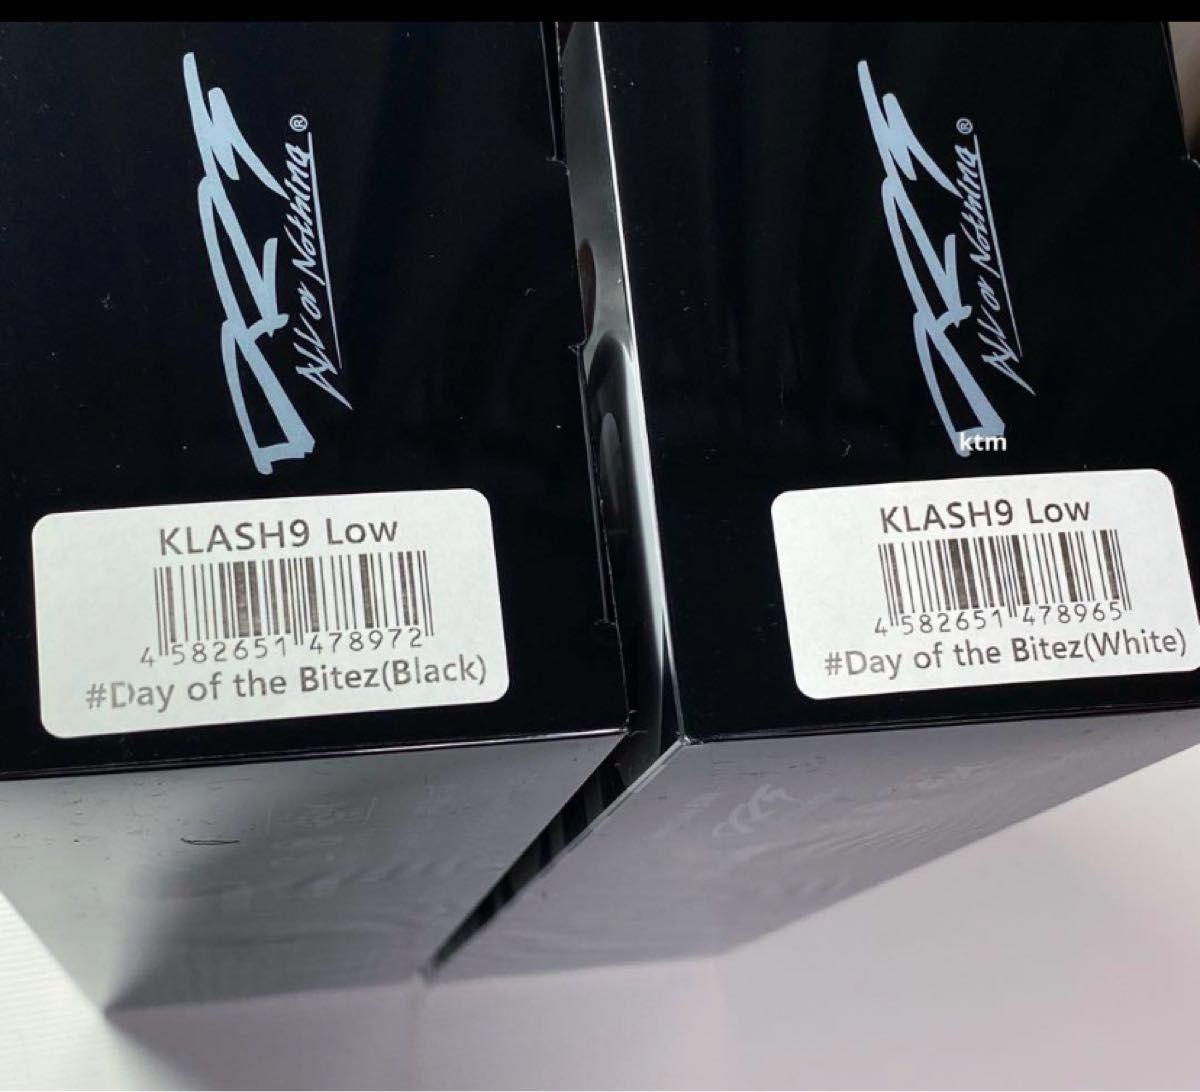 All or Nothing®
KLASH9 Low
4 582651 478972
#Day of the Bitez(Black)
All or Nothing®
ktm
KLASH9 Low
4 582651 478965
#Day of the Bitez(White)